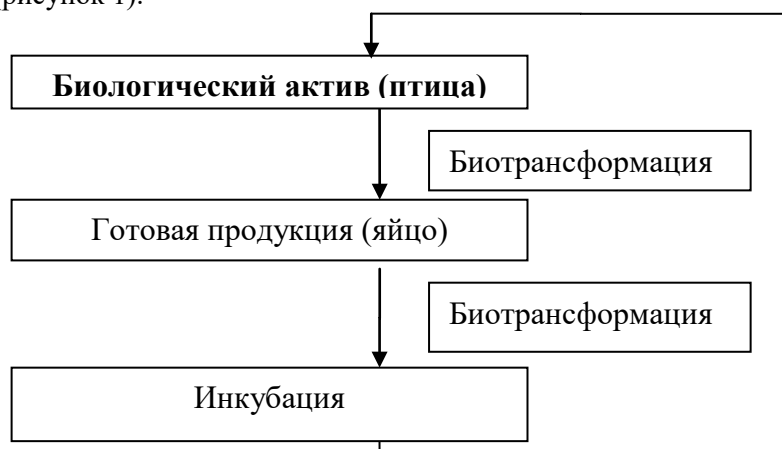 (рисунок 1).
Биологический актив (птица)
Биотрансформация
Готовая продукция (яйцо)
Биотрансформация
Инкубация